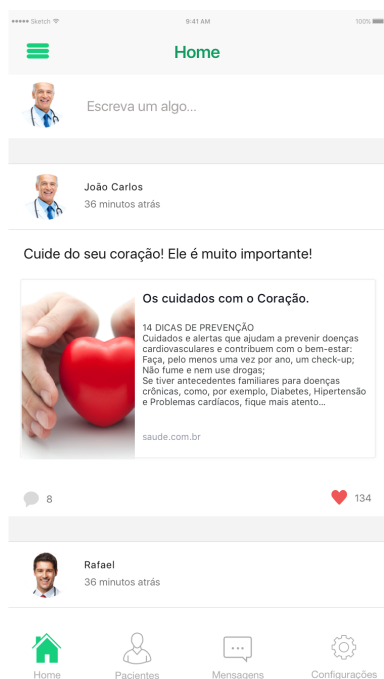 Sketch
9:41 AM
100%
Home
Escreva um algo...
João Carlos
36 minutos atrás
Cuide do seu coração! Ele é muito importante!
Os cuidados com o Coração.
14 DICAS DE PREVENÇÃO
Cuidados e alertas que ajudam a prevenir doenças
cardiovasculares e contribuem com o bem-estar:
Faça, pelo menos uma vez por ano, um check-up;
Não fume e nem use drogas;
Se tiver antecedentes familiares para doenças
crônicas, como, por exemplo, Diabetes, Hipertensão
e Problemas cardíacos, fique mais atento...
saude.com.br
8
134
Rafael
36 minutos atrás
Home
Pacientes
Mensagens
Configurações